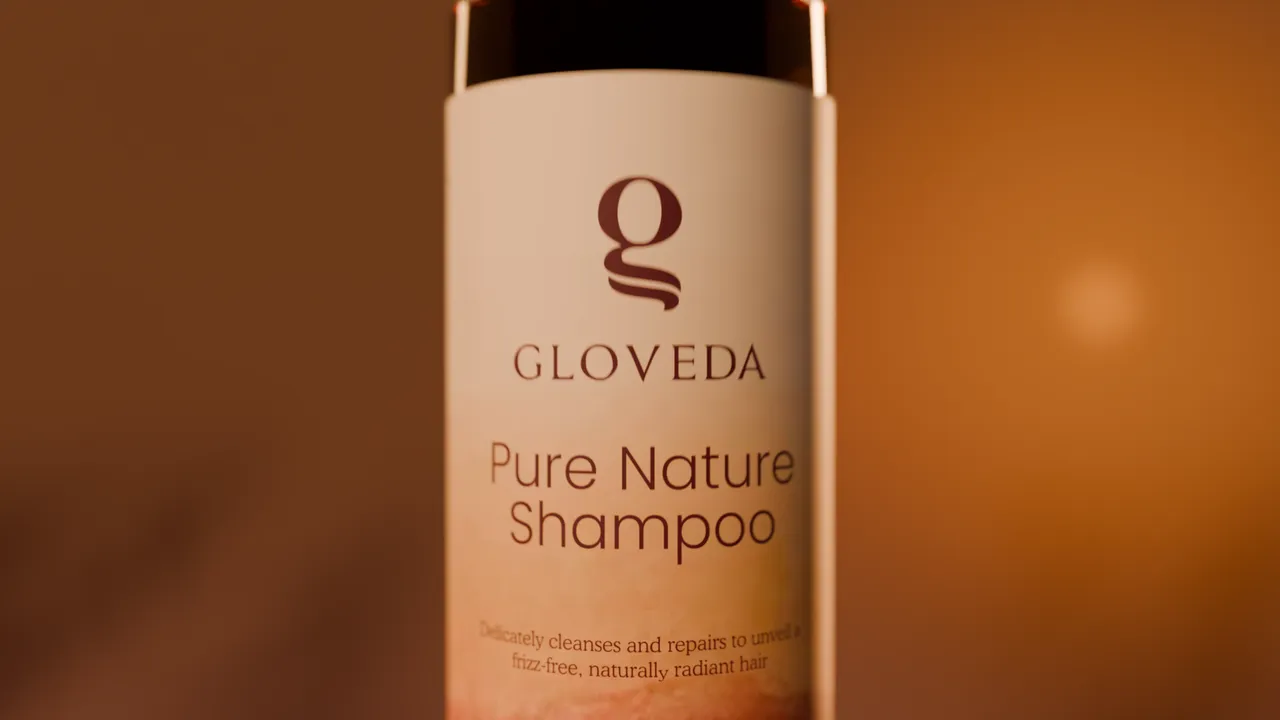 g
GLOVEDA
Pure Nature
Shampoo
Delicately cleanses and repairs to unveil a
frizz-free, naturally radiant hair